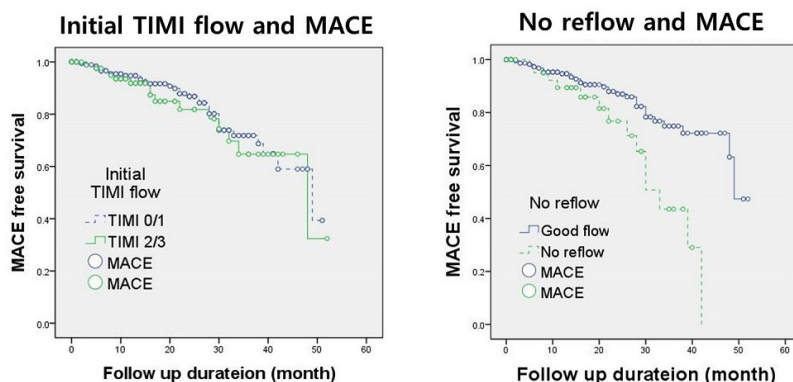 Initial TIMI flow and MACE
MACE free survival
1.0
0.8
0.6
0.4
0.2
0.0
Initial
TIMI flow
TIMI 0/1
TIMI 2/3
MACE
MACE
0 10 20 30 40 50 60
Follow up durateion (month)
No reflow and MACE
MACE free survival
1.0
0.8
0.6
0.4
0.2
0.0
No reflow
Good flow
No reflow
MACE
MACE
0 10 20 30 40 50 60
Follow up durateion (month)